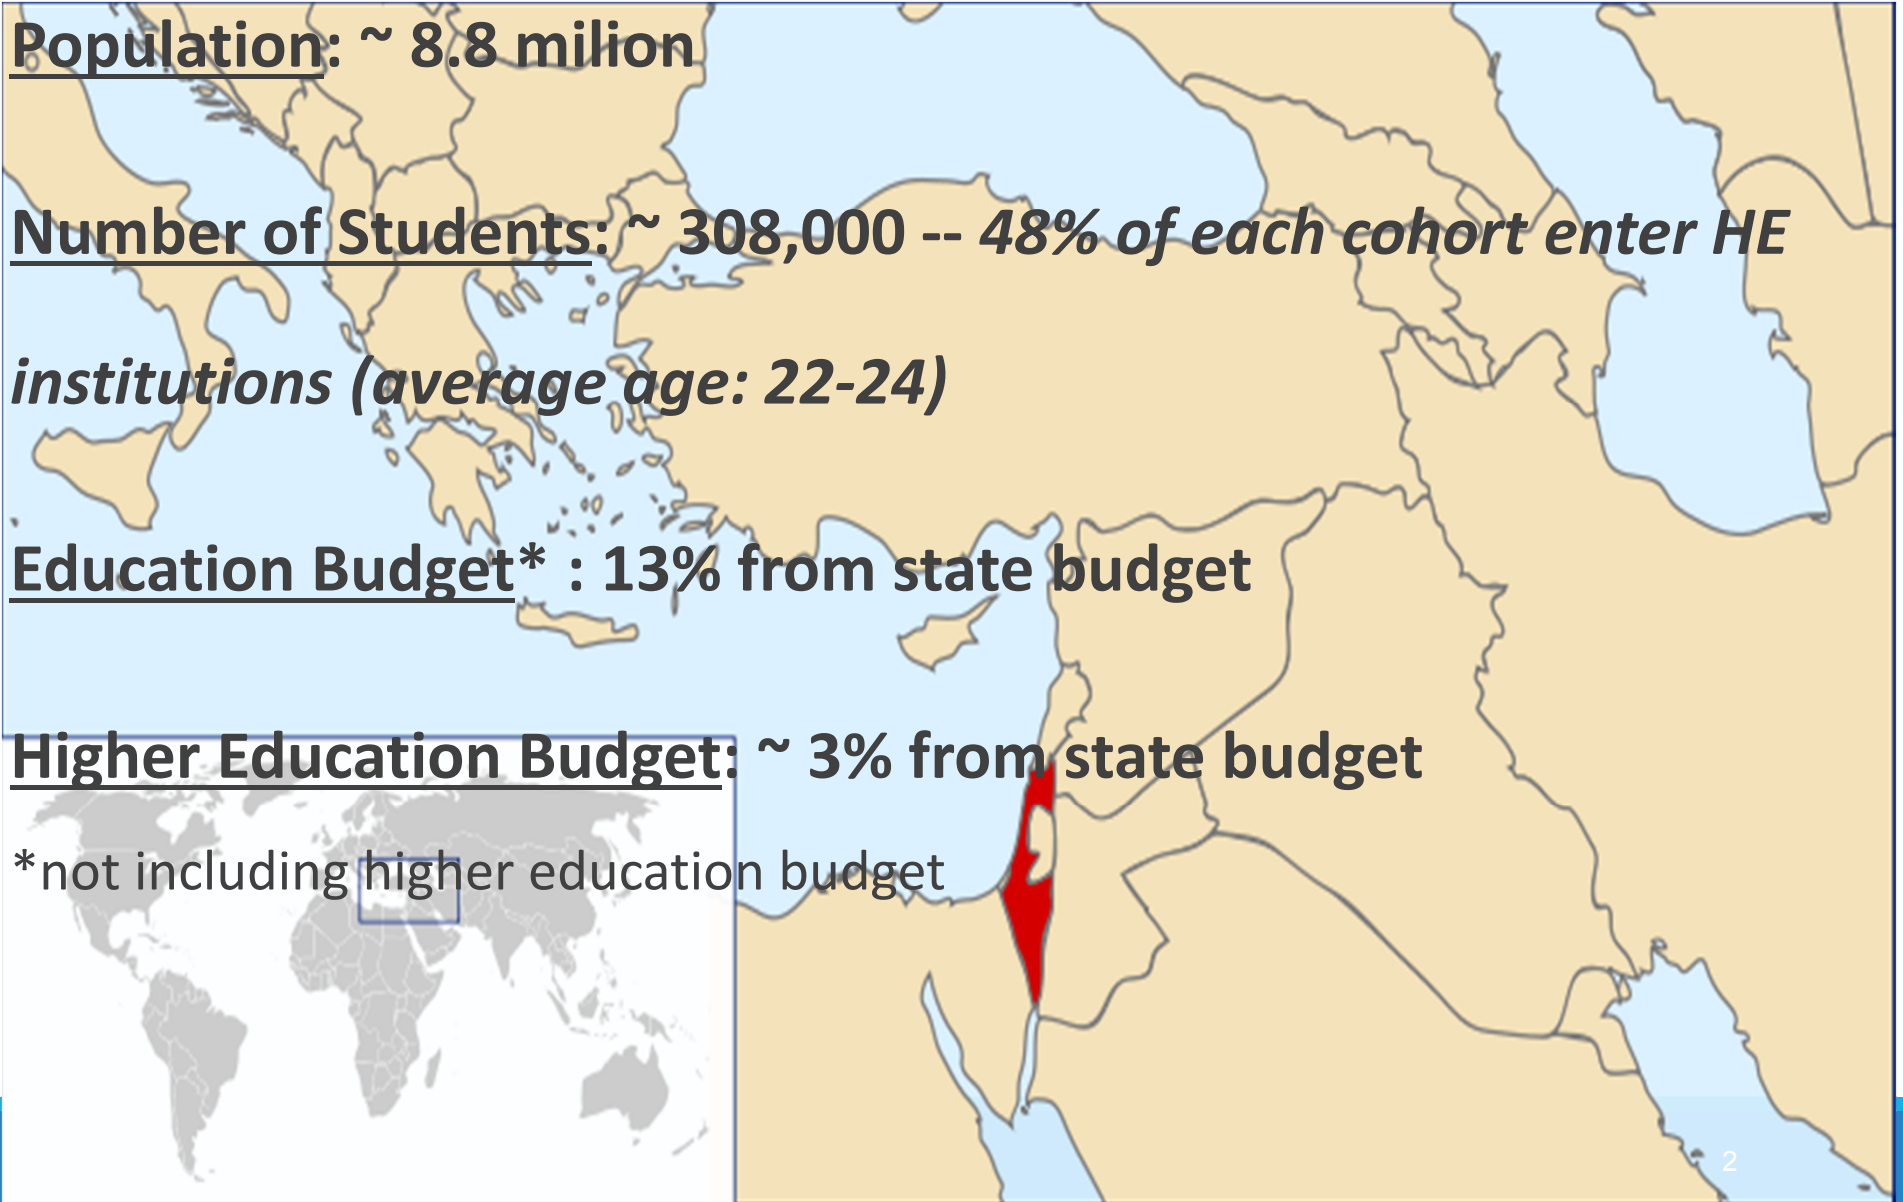 Population: ~ 8.8 milion
Number of Students: ~ 308,000 -- 48% of each cohort enter HE
institutions (average age: 22-24)
Education Budget* : 13% from state budget
Higher Education Budget: ~ 3% from state budget
*not including higher education budget
2